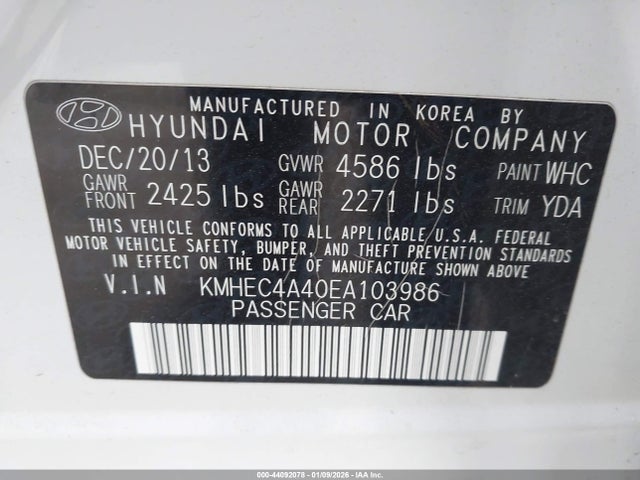 MANUFACTURED IN KOREA BY
HYUNDAI MOTOR COMPANY
DEC/20/13 GVWR 4586 lbs PAINT WHC
GAWR FRONT 2425 lbs GAWR REAR 2271 lbs TRIM YDA
THIS VEHICLE CONFORMS TO ALL APPLICABLE U.S.A. FEDERAL
MOTOR VEHICLE SAFETY, BUMPER, AND THEFT PREVENTION STANDARDS
IN EFFECT ON THE DATE OF MANUFACTURE SHOWN ABOVE
V.I.N KMHEC4A40EA103986
PASSENGER CAR
000-44092078 - 01/09/2026 - IAA Inc.